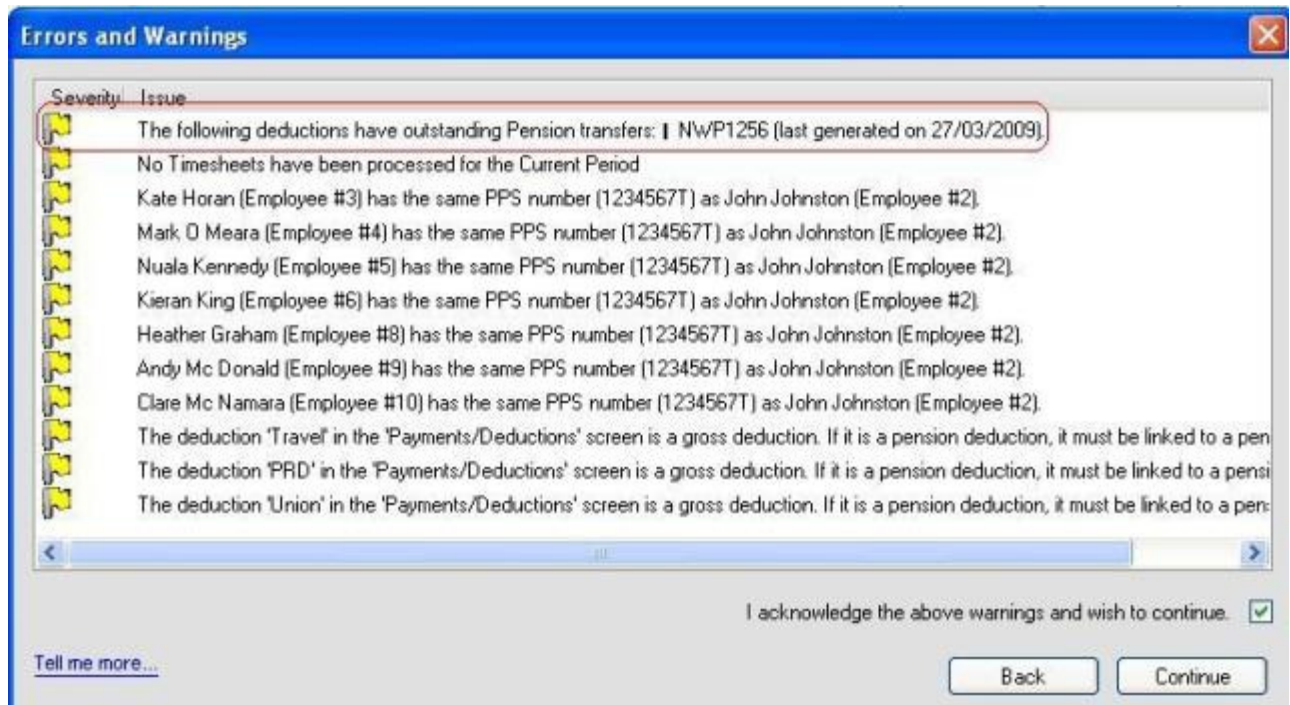 Errors and Warnings
Severity Issue
The following deductions have outstanding Pension transfers: NWP1256 (last generated on 27/03/2009).
No Timesheets have been processed for the Current Period
Kate Horan (Employee #3) has the same PPS number (1234567T) as John Johnston (Employee #2).
Mark O Meara (Employee #4) has the same PPS number (1234567T) as John Johnston (Employee #2).
Nuala Kennedy (Employee #5) has the same PPS number (1234567T) as John Johnston (Employee #2).
Kieran King (Employee #6) has the same PPS number (1234567T) as John Johnston (Employee #2).
Heather Graham (Employee #8) has the same PPS number (1234567T) as John Johnston (Employee #2).
Andy Mc Donald (Employee #9) has the same PPS number (1234567T) as John Johnston (Employee #2).
Clare Mc Namara (Employee #10) has the same PPS number (1234567T) as John Johnston (Employee #2).
The deduction 'Travel' in the 'Payments/Deductions' screen is a gross deduction. If it is a pension deduction, it must be linked to a pen
The deduction 'PRD' in the 'Payments/Deductions' screen is a gross deduction. If it is a pension deduction, it must be linked to a pensi
The deduction 'Union' in the 'Payments/Deductions' screen is a gross deduction. If it is a pension deduction, it must be linked to a pen
I acknowledge the above warnings and wish to continue.
Tell me more...
Back
Continue